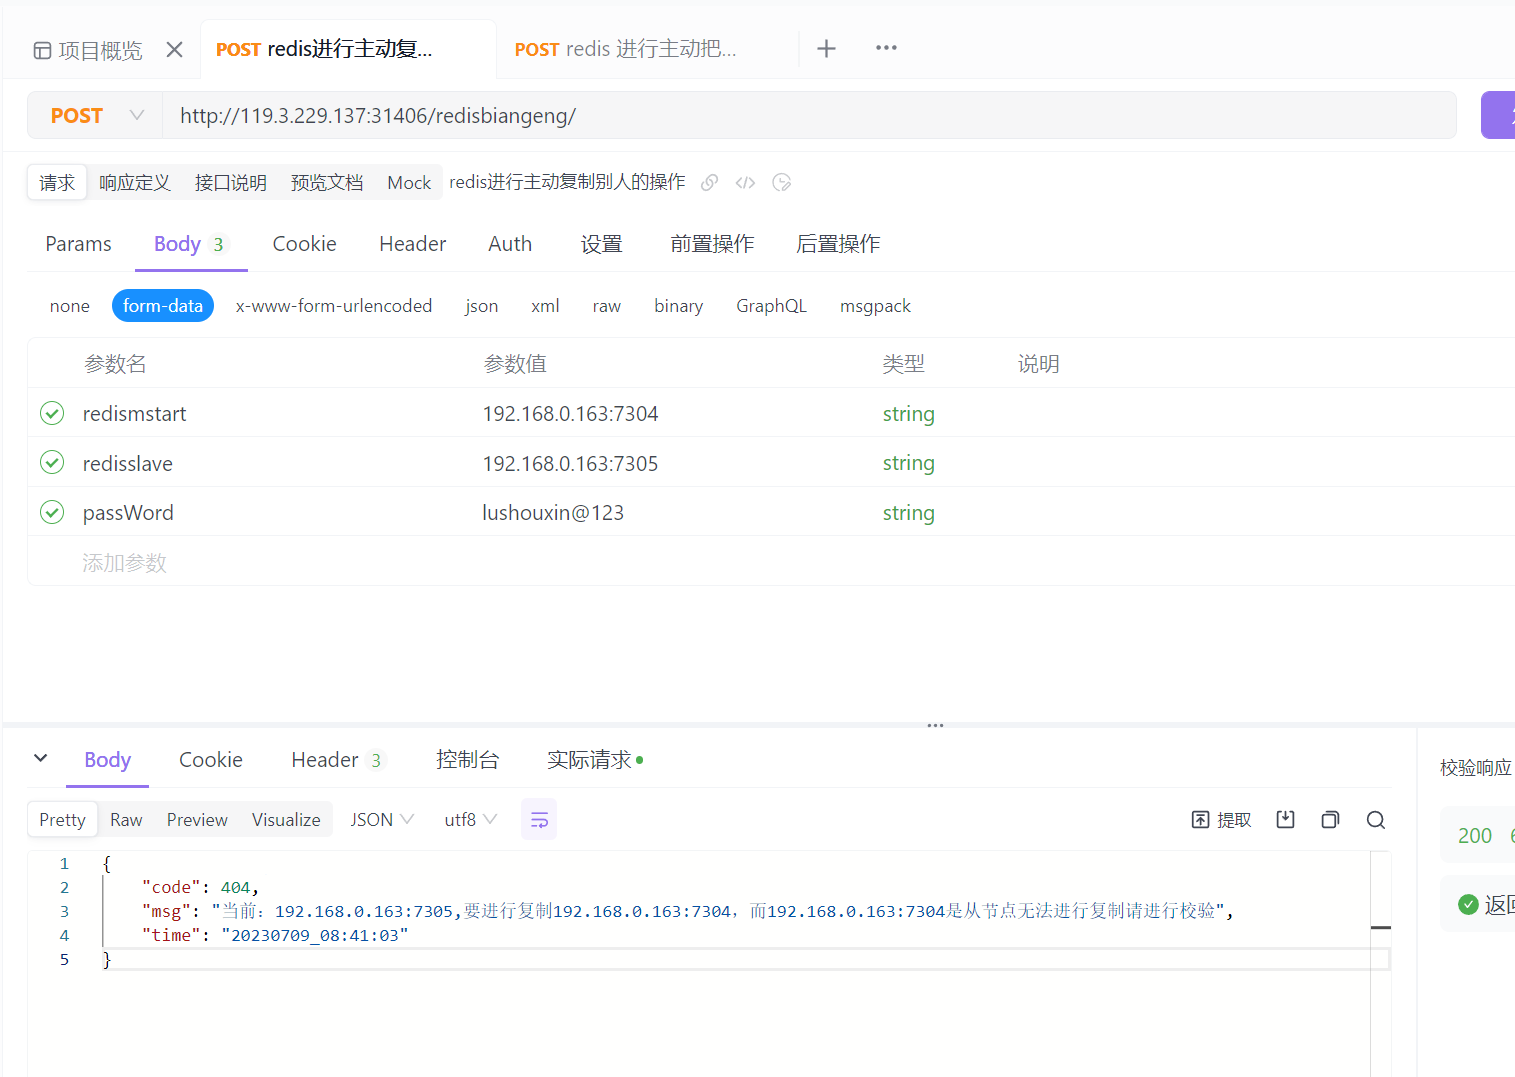 项目概览
POST redis进行主动复...
POST redis 进行主动把...
POST
http://119.3.229.137:31406/redisbiangeng/
请求 响应定义 接口说明 预览文档 Mock redis进行主动复制别人的操作
Params Body 3 Cookie Header Auth 设置 前置操作 后置操作
none form-data x-www-form-urlencoded json xml raw binary GraphQL msgpack
参数名 参数值 类型 说明
redismstart 192.168.0.163:7304 string
redisslave 192.168.0.163:7305 string
passWord lushouxin@123 string
添加参数
Body Cookie Header 3 控制台 实际请求
校验响应
Pretty Raw Preview Visualize JSON utf8 提取
200
返回
1 {
2 "code": 404,
3 "msg": "当前：192.168.0.163:7305,要进行复制192.168.0.163:7304，而192.168.0.163:7304是从节点无法进行复制请进行校验",
4 "time": "20230709_08:41:03"
5 }